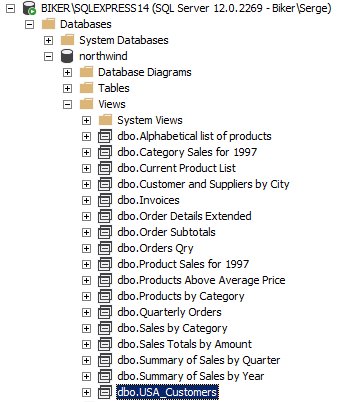 BIKER\SQLEXPRESS14 (SQL Server 12.0.2269 - Biker\Serge)
Databases
System Databases
northwind
Database Diagrams
Tables
Views
System Views
dbo.Alphabetical list of products
dbo.Category Sales for 1997
dbo.Current Product List
dbo.Customer and Suppliers by City
dbo.Invoices
dbo.Order Details Extended
dbo.Order Subtotals
dbo.Orders Qry
dbo.Product Sales for 1997
dbo.Products Above Average Price
dbo.Products by Category
dbo.Quarterly Orders
dbo.Sales by Category
dbo.Sales Totals by Amount
dbo.Summary of Sales by Quarter
dbo.Summary of Sales by Year
dbo.USA_Customers